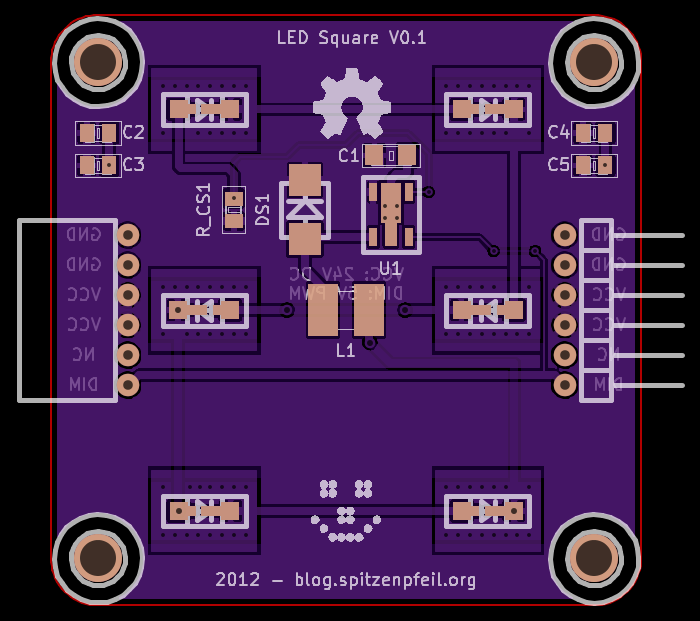 LED Square V0.1
C2
C4
C1
C3
C5
R_CS1
DS1
GND
GND
U1
GND
GND
VCC: 24V DC
DIM: 5V PWM
VCC
VCC
VCC
VCC
L1
NC
NC
DIM
DIM
2012 – blog.spitzenpfeil.org